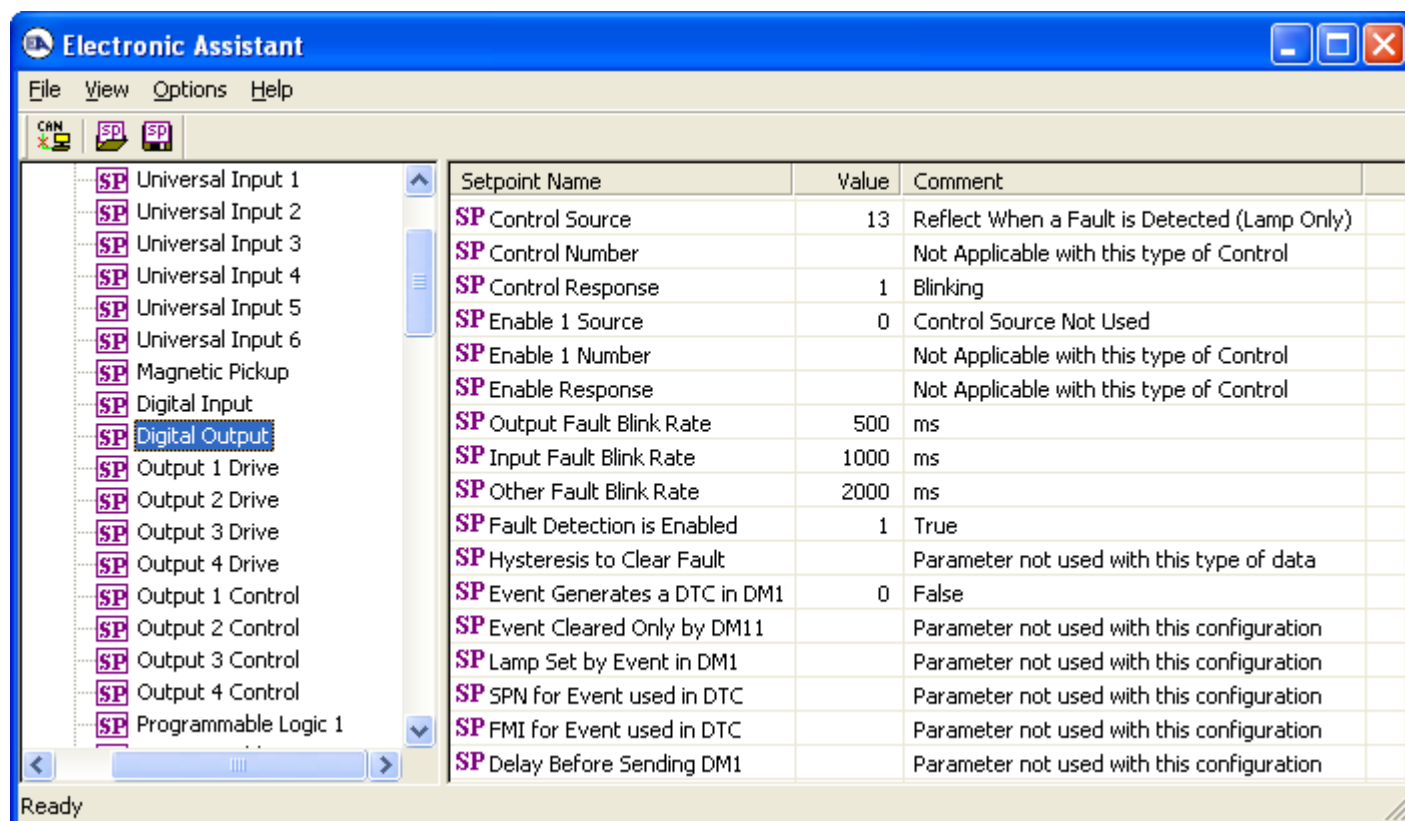 Electronic Assistant
File View Options Help
CAN SP SP
SP Universal Input 1
SP Universal Input 2
SP Universal Input 3
SP Universal Input 4
SP Universal Input 5
SP Universal Input 6
SP Magnetic Pickup
SP Digital Input
SP Digital Output
SP Output 1 Drive
SP Output 2 Drive
SP Output 3 Drive
SP Output 4 Drive
SP Output 1 Control
SP Output 2 Control
SP Output 3 Control
SP Output 4 Control
SP Programmable Logic 1
Setpoint Name Value Comment
SP Control Source 13 Reflect When a Fault is Detected (Lamp Only)
SP Control Number Not Applicable with this type of Control
SP Control Response 1 Blinking
SP Enable 1 Source 0 Control Source Not Used
SP Enable 1 Number Not Applicable with this type of Control
SP Enable Response Not Applicable with this type of Control
SP Output Fault Blink Rate 500 ms
SP Input Fault Blink Rate 1000 ms
SP Other Fault Blink Rate 2000 ms
SP Fault Detection is Enabled 1 True
SP Hysteresis to Clear Fault Parameter not used with this type of data
SP Event Generates a DTC in DM1 0 False
SP Event Cleared Only by DM11 Parameter not used with this configuration
SP Lamp Set by Event in DM1 Parameter not used with this configuration
SP SPN for Event used in DTC Parameter not used with this configuration
SP FMI for Event used in DTC Parameter not used with this configuration
SP Delay Before Sending DM1 Parameter not used with this configuration
Ready